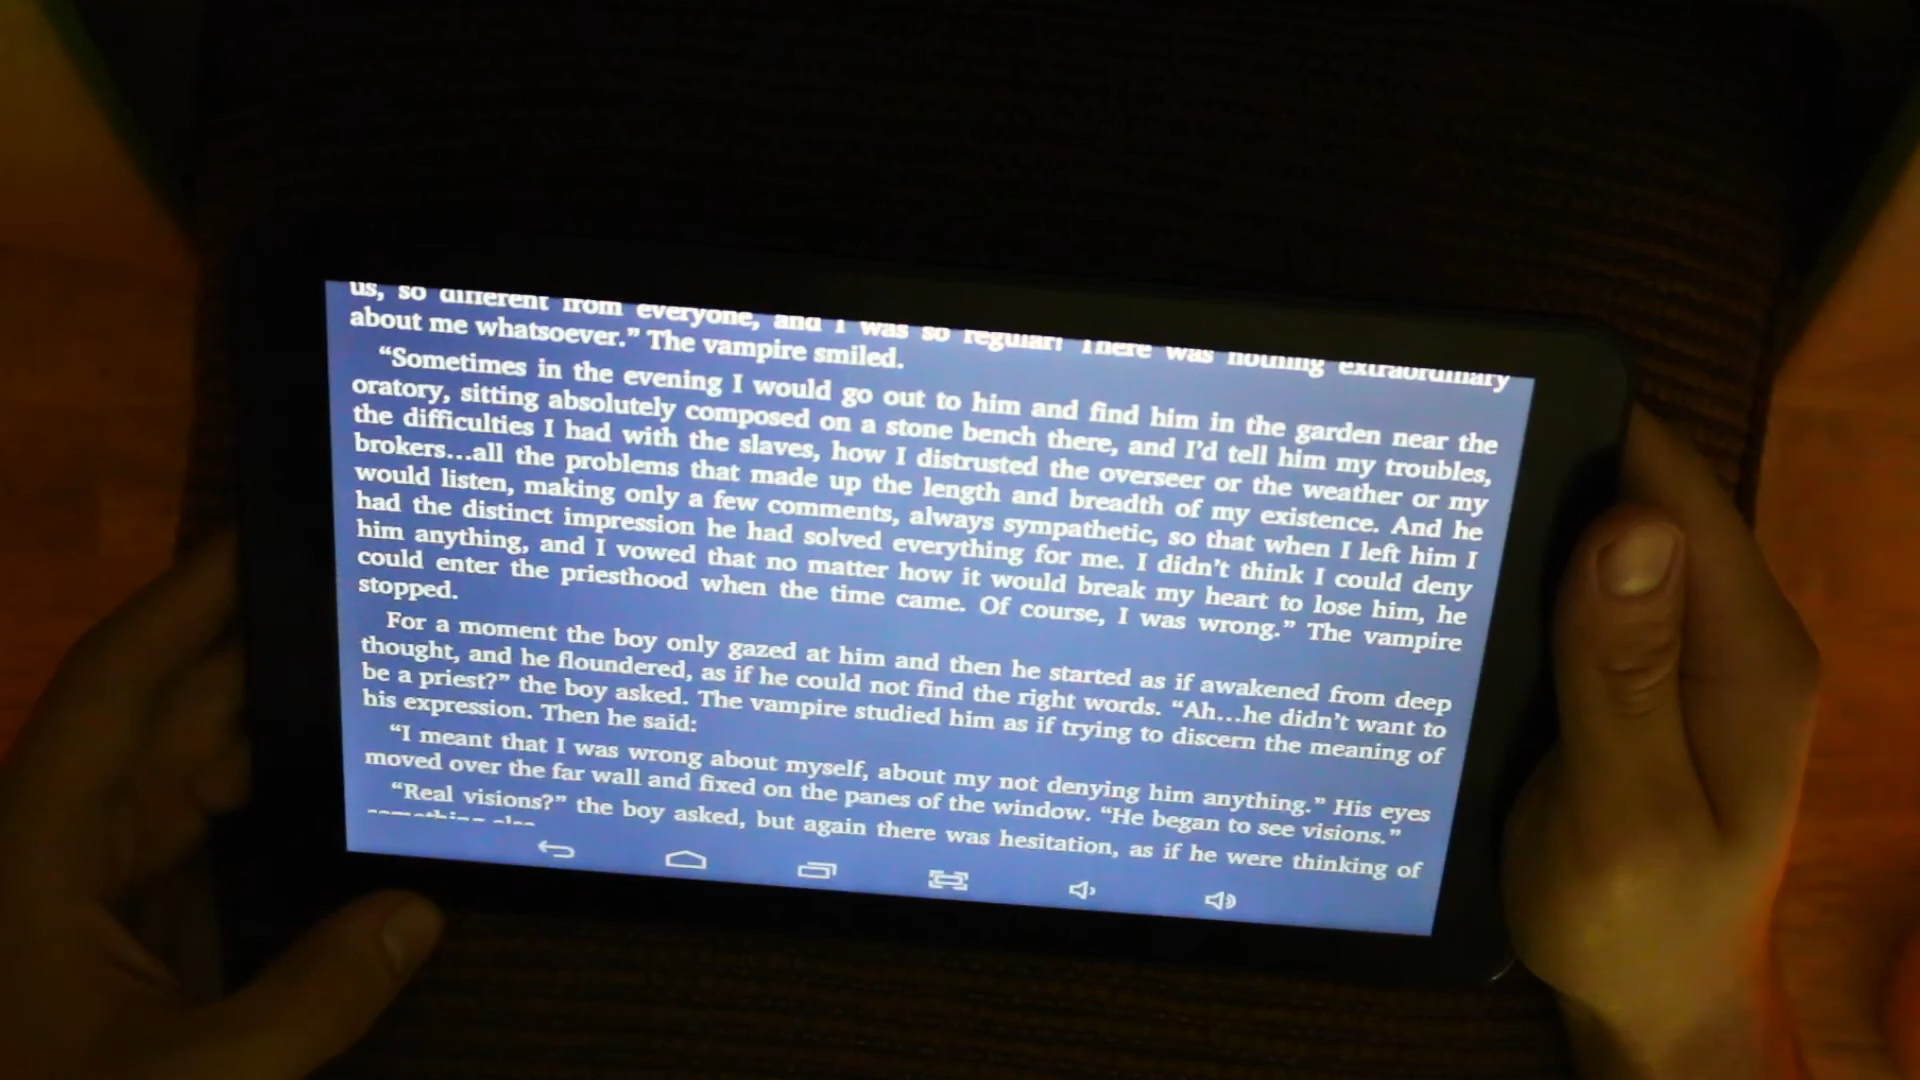 us, so different from everyone, and I was so regular! There was nothing extraordinary
about me whatsoever.” The vampire smiled.
“Sometimes in the evening I would go out to him and find him in the garden near the
oratory, sitting absolutely composed on a stone bench there, and I’d tell him my troubles,
the difficulties I had with the slaves, how I distrusted the overseer or the weather or my
brokers...all the problems that made up the length and breadth of my existence. And he
would listen, making only a few comments, always sympathetic, so that when I left him I
had the distinct impression he had solved everything for me. I didn’t think I could deny
him anything, and I vowed that no matter how it would break my heart to lose him, he
could enter the priesthood when the time came. Of course, I was wrong.” The vampire
stopped.
For a moment the boy only gazed at him and then he started as if awakened from deep
thought, and he floundered, as if he could not find the right words. “Ah...he didn’t want to
be a priest?” the boy asked. The vampire studied him as if trying to discern the meaning of
his expression. Then he said:
“I meant that I was wrong about myself, about my not denying him anything.” His eyes
moved over the far wall and fixed on the panes of the window. “He began to see visions.”
“Real visions?” the boy asked, but again there was hesitation, as if he were thinking of
something else